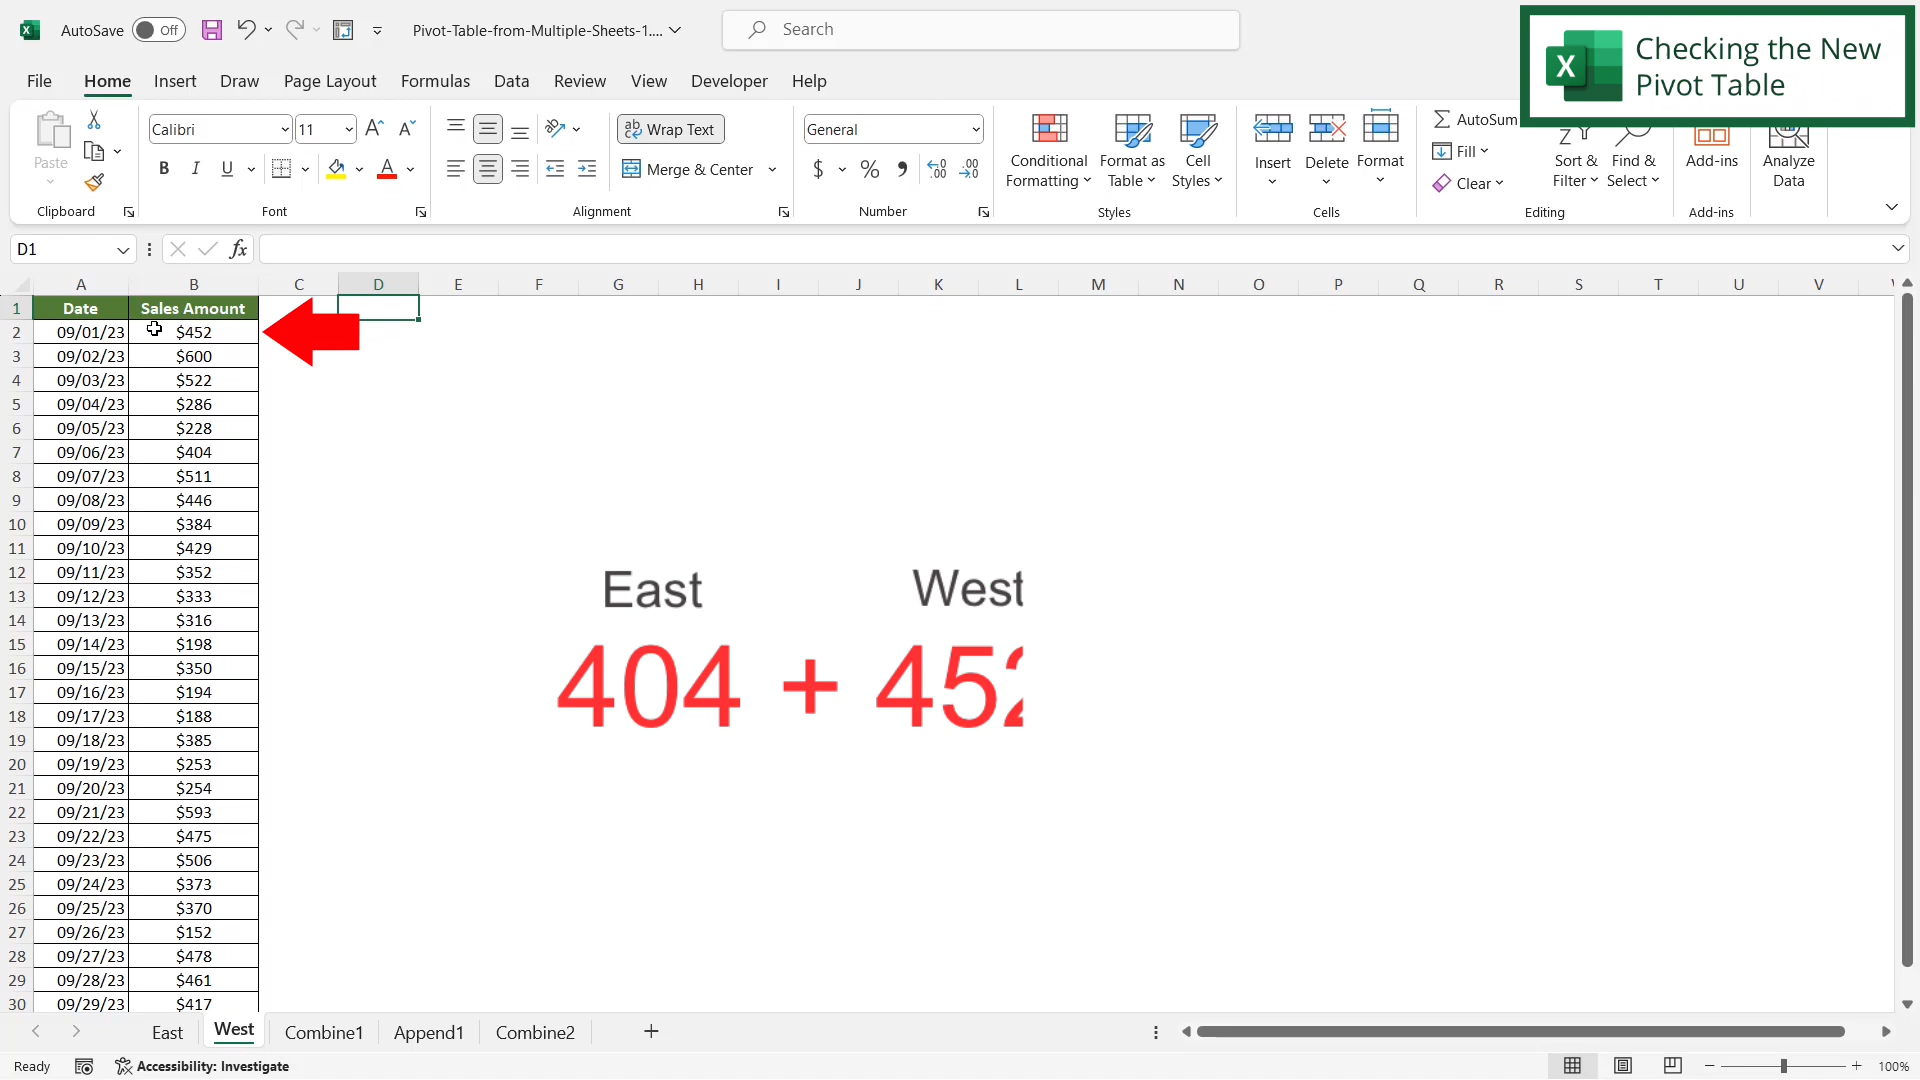 AutoSave Off Pivot-Table-from-Multiple-Sheets-1.... Search
Checking the New
Pivot Table
File Home Insert Draw Page Layout Formulas Data Review View Developer Help
Paste
Clipboard
Calibri 11
B I U
Font
Wrap Text
Merge & Center
Alignment
General
$ % 
Number
Conditional
Formatting
Format as
Table
Cell
Styles
Styles
Insert
Delete
Format
Cells
AutoSum
Fill
Clear
Sort &
Filter
Find &
Select
Editing
Add-ins
Add-ins
Analyze
Data
D1 fx
A B C D E F G H I J K L M N O P Q R S T U V
1 Date Sales Amount
2 09/01/23 $452
3 09/02/23 $600
4 09/03/23 $522
5 09/04/23 $286
6 09/05/23 $228
7 09/06/23 $404
8 09/07/23 $511
9 09/08/23 $446
10 09/09/23 $384
11 09/10/23 $429
12 09/11/23 $352
13 09/12/23 $333
14 09/13/23 $316
15 09/14/23 $198
16 09/15/23 $350
17 09/16/23 $194
18 09/17/23 $188
19 09/18/23 $385
20 09/19/23 $253
21 09/20/23 $254
22 09/21/23 $593
23 09/22/23 $475
24 09/23/23 $506
25 09/24/23 $373
26 09/25/23 $370
27 09/26/23 $152
28 09/27/23 $478
29 09/28/23 $461
30 09/29/23 $417
East West
404 + 452
East West Combine1 Append1 Combine2
Ready Accessibility: Investigate 100%